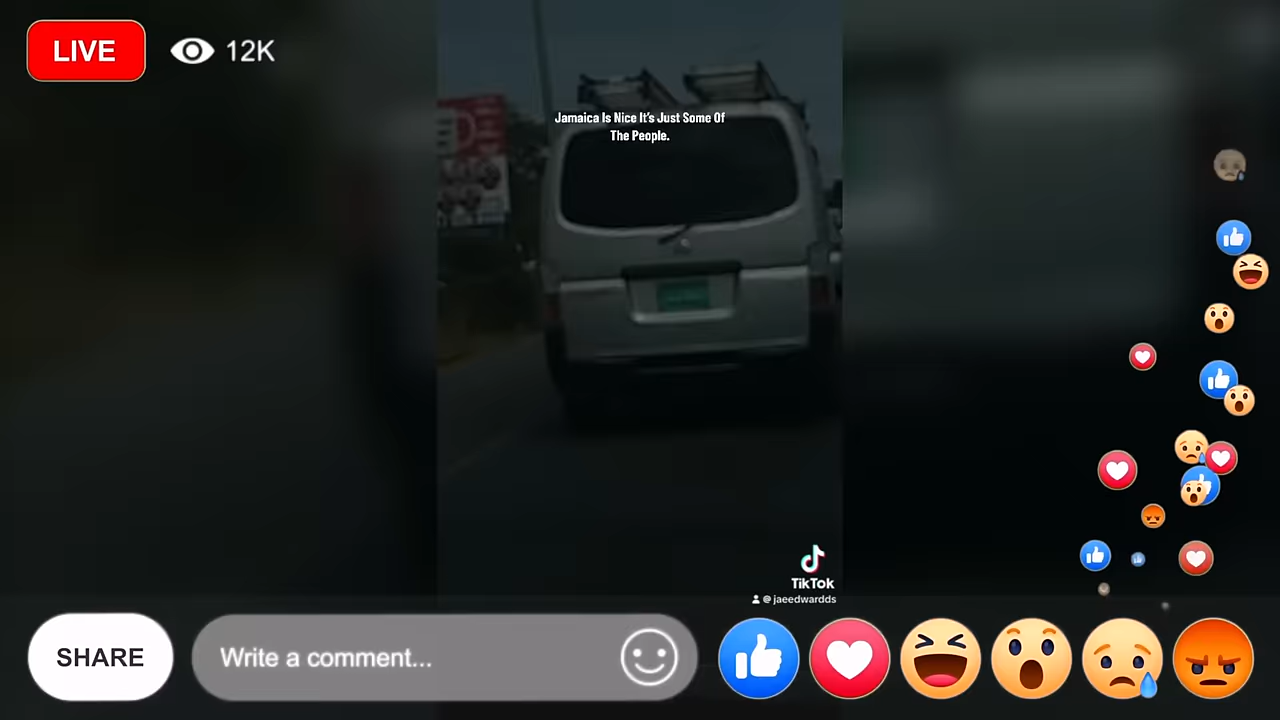 LIVE
12K
Jamaica Is Nice It's Just Some Of
The People.
TikTok
@jaeedwardds
SHARE
Write a comment...